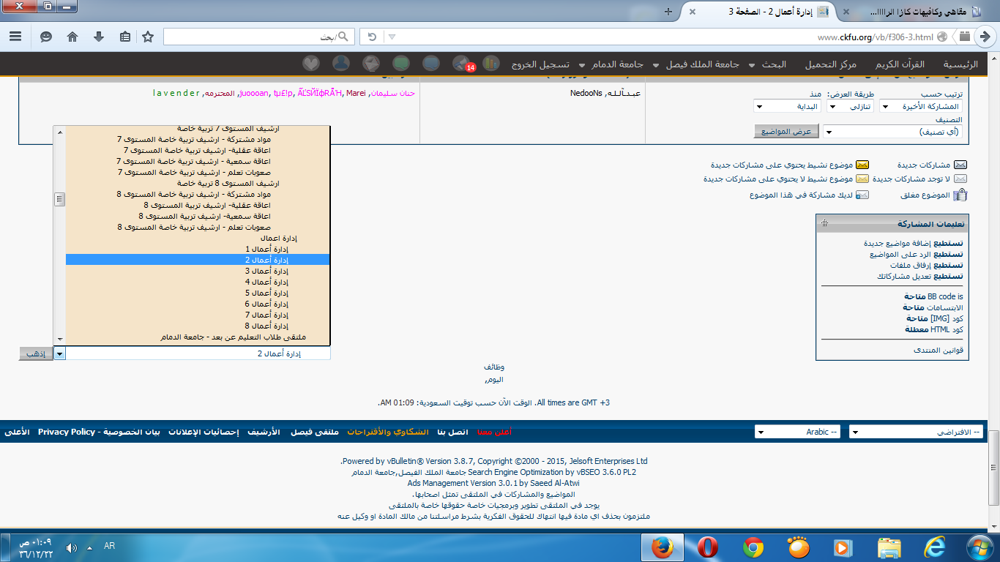 مقاهي وكافيهات كازا الراااا...
إدارة أعمال 2 - الصفحة 3
www.ckfu.org/vb/f306-3.html
بحث
الرئيسية
القرآن الكريم
مركز التحميل
البحث
جامعة الملك فيصل
جامعة الدمام
تسجيل الخروج
14
ترتيب حسب
المشاركة الأخيرة
طريقة العرض:
تنازلي
منذ
البداية
التصنيف
(أي تصنيف)
عرض المواضيع
عبدآلـلـه, NedooNs
حنان سليمان, Marei, juoooan, المحترمه, lavender
مشاركات جديدة
موضوع نشيط يحتوي على مشاركات جديدة
لا توجد مشاركات جديدة
موضوع نشيط لا يحتوي على مشاركات جديدة
الموضوع مغلق
لديك مشاركة في هذا الموضوع
تعليمات المشاركة
تستطيع إضافة مواضيع جديدة
تستطيع الرد على المواضيع
تستطيع إرفاق ملفات
تستطيع تعديل مشاركاتك
BB code is متاحة
الابتسامات متاحة
كود [IMG] متاحة
كود HTML معطلة
قوانين المنتدى
ارشيف المستوى 7 تربية خاصة
مواد مشتركة - ارشيف تربية خاصة المستوى 7
اعاقة عقلية- ارشيف تربية خاصة المستوى 7
اعاقة سمعية - ارشيف تربية خاصة المستوى 7
صعوبات تعلم - ارشيف تربية خاصة المستوى 7
ارشيف المستوى 8 تربية خاصة
مواد مشتركة - ارشيف تربية خاصة المستوى 8
اعاقة عقلية- ارشيف تربية خاصة المستوى 8
اعاقة سمعية- ارشيف تربية خاصة المستوى 8
صعوبات تعلم - ارشيف تربية خاصة المستوى 8
إدارة اعمال
إدارة أعمال 1
إدارة أعمال 2
إدارة أعمال 3
إدارة أعمال 4
إدارة أعمال 5
إدارة أعمال 6
إدارة أعمال 7
إدارة أعمال 8
ملتقى طلاب التعليم عن بعد - جامعة الدمام
إدارة أعمال 2
إذهب
وظائف
اليوم,
All times are GMT +3. الوقت الآن حسب توقيت السعودية: 01:09 AM.
-- الافتراضي
-- Arabic
أعلن معنا
اتصل بنا
الشكاوي والأقتراحات
ملتقى فيصل
الأرشيف
إحصائيات الإعلانات
بيان الخصوصية - Privacy Policy
الأعلى
Powered by vBulletin® Version 3.8.7, Copyright ©2000 - 2015, Jelsoft Enterprises Ltd.
Search Engine Optimization by vBSEO 3.6.0 PL2 جامعة الملك الفيصل,جامعة الدمام
Ads Management Version 3.0.1 by Saeed Al-Atwi
المواضيع والمشاركات في الملتقى تمثل اصحابها.
يوجد في الملتقى تطوير وبرمجيات خاصة حقوقها خاصة بالملتقى
ملتزمون بحذف اي مادة فيها انتهاك للحقوق الفكرية بشرط مراسلتنا من مالك المادة او وكيل عنه
AR
٠١:٠٩ ص
٣٦/١٢/٢٢